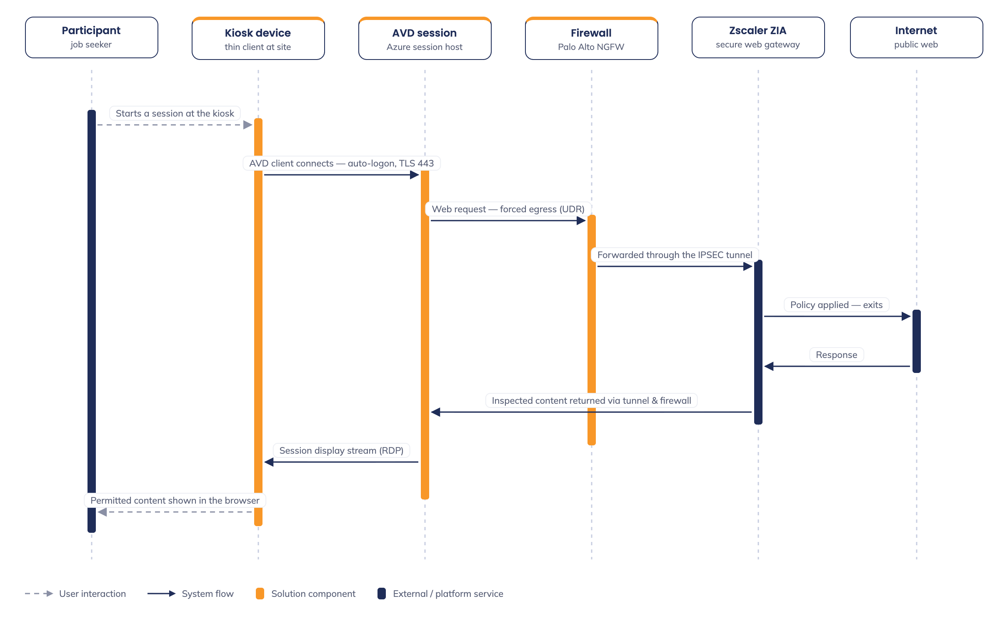 Participant
job seeker
Kiosk device
thin client at site
AVD session
Azure session host
Firewall
Palo Alto NGFW
Zscaler ZIA
secure web gateway
Internet
public web
Starts a session at the kiosk
AVD client connects — auto-logon, TLS 443
Web request — forced egress (UDR)
Forwarded through the IPSEC tunnel
Policy applied — exits
Response
Inspected content returned via tunnel & firewall
Session display stream (RDP)
Permitted content shown in the browser
User interaction
System flow
Solution component
External / platform service